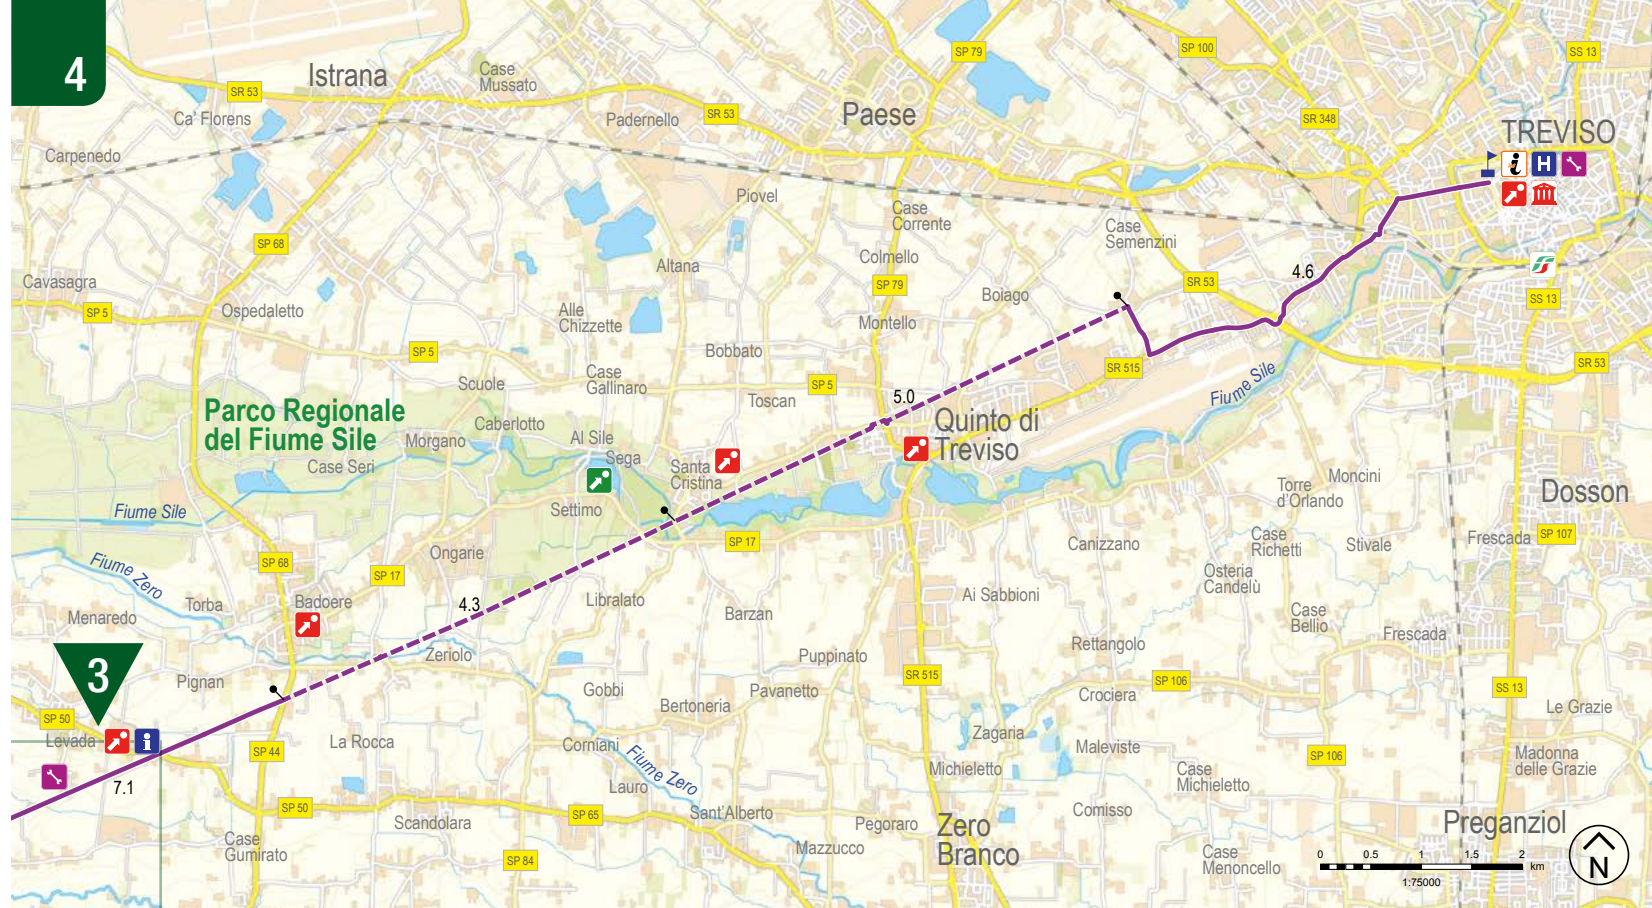 4
Istrana
Case
Mussato
SP 79
SP 100
SS 13
SR 53
Ca' Florens
Padernello
SR 53
Paese
SR 348
TREVISO
Carpenedo
i
H
Piovel
Case
Corrente
Case
Semenzini
SP 68
Colmello
Altana
Cavasagra
SP 5
Ospedaletto
Alle
Chizzette
SP 79
Boiago
SR 53
4.6
SS 13
Montello
SP 5
Bobbato
SR 515
SR 53
Scuole
Case
Gallinaro
SP 5
Toscan
5.0
Fiume Sile
Parco Regionale
del Fiume Sile
Caberlotto
Morgano
Al Sile
Sega
Quinto di
Treviso
Case Seri
Santa
Cristina
Moncini
Torre
d'Orlando
Dosson
Fiume Sile
Settimo
SP 17
Canizzano
Case
Richetti
Stivale
Frescada
SP 107
Ongarie
Fiume Zero
SP 68
SP 17
Osteria
Candelù
Torba
Badoere
4.3
Libralato
Barzan
Ai Sabbioni
Case
Bellio
Menaredo
Frescada
3
Zeriolo
Puppinato
Rettangolo
Pignan
SR 515
SP 106
SS 13
Gobbi
Pavanetto
Crociera
Bertoneria
Le Grazie
SP 50
Levada
i
SP 44
La Rocca
Corniani
Fiume Zero
Zagaria
Maleviste
SP 106
Madonna
delle Grazie
7.1
Lauro
Michieletto
Case
Michieletto
SP 50
SP 65
Sant'Alberto
Comisso
Scandolara
Pegoraro
Zero
Branco
Preganziol
Case
Gumirato
SP 84
Mazzucco
Case
Menoncello
0 0.5 1 1.5 2 km
1:75000
N